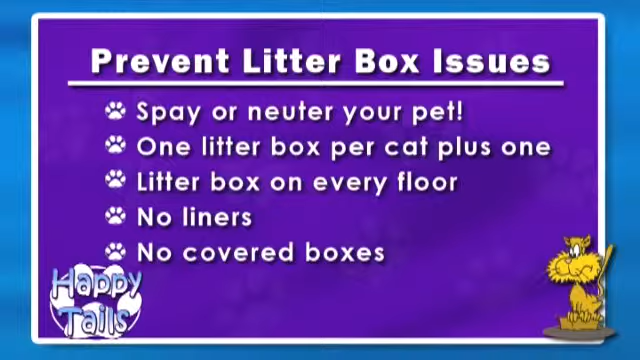 Prevent Litter Box Issues
Spay or neuter your pet!
One litter box per cat plus one
Litter box on every floor
No liners
No covered boxes
Happy
Tails